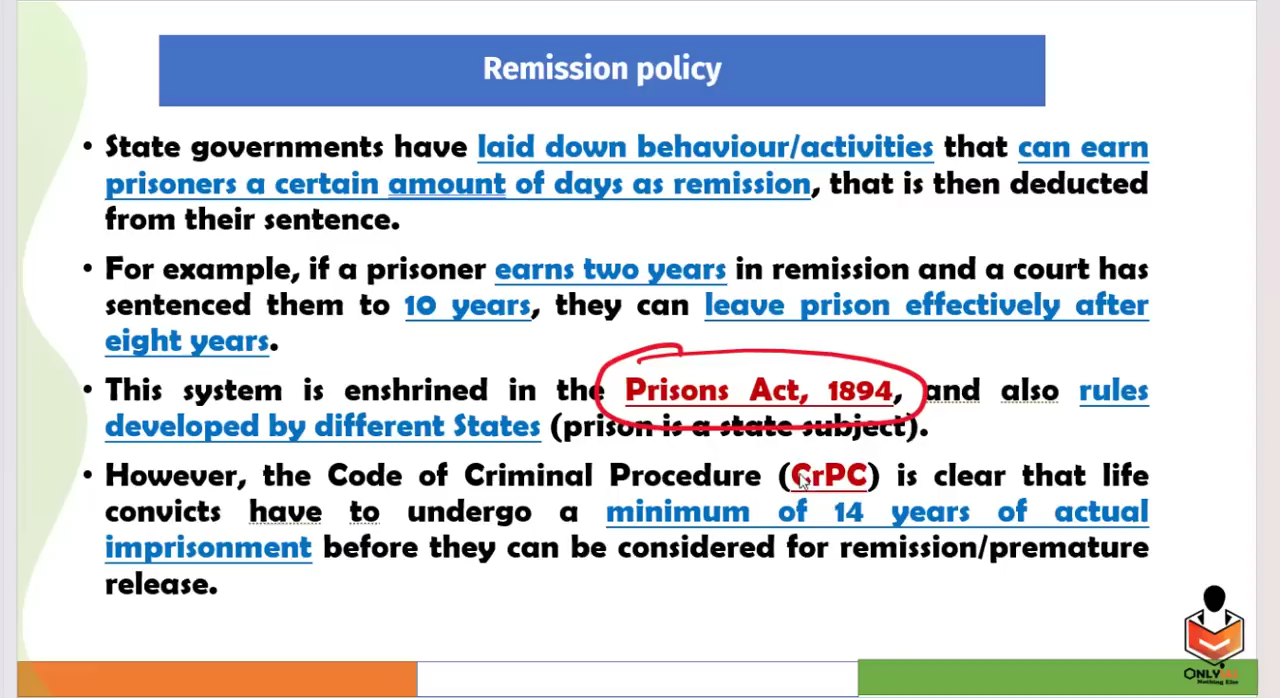 Remission policy
• State governments have laid down behaviour/activities that can earn
prisoners a certain amount of days as remission, that is then deducted
from their sentence.
• For example, if a prisoner earns two years in remission and a court has
sentenced them to 10 years, they can leave prison effectively after
eight years.
• This system is enshrined in the Prisons Act, 1894, and also rules
developed by different States (prison is a state subject).
• However, the Code of Criminal Procedure (CrPC) is clear that life
convicts have to undergo a minimum of 14 years of actual
imprisonment before they can be considered for remission/premature
release.
ONLY
Nothing Else